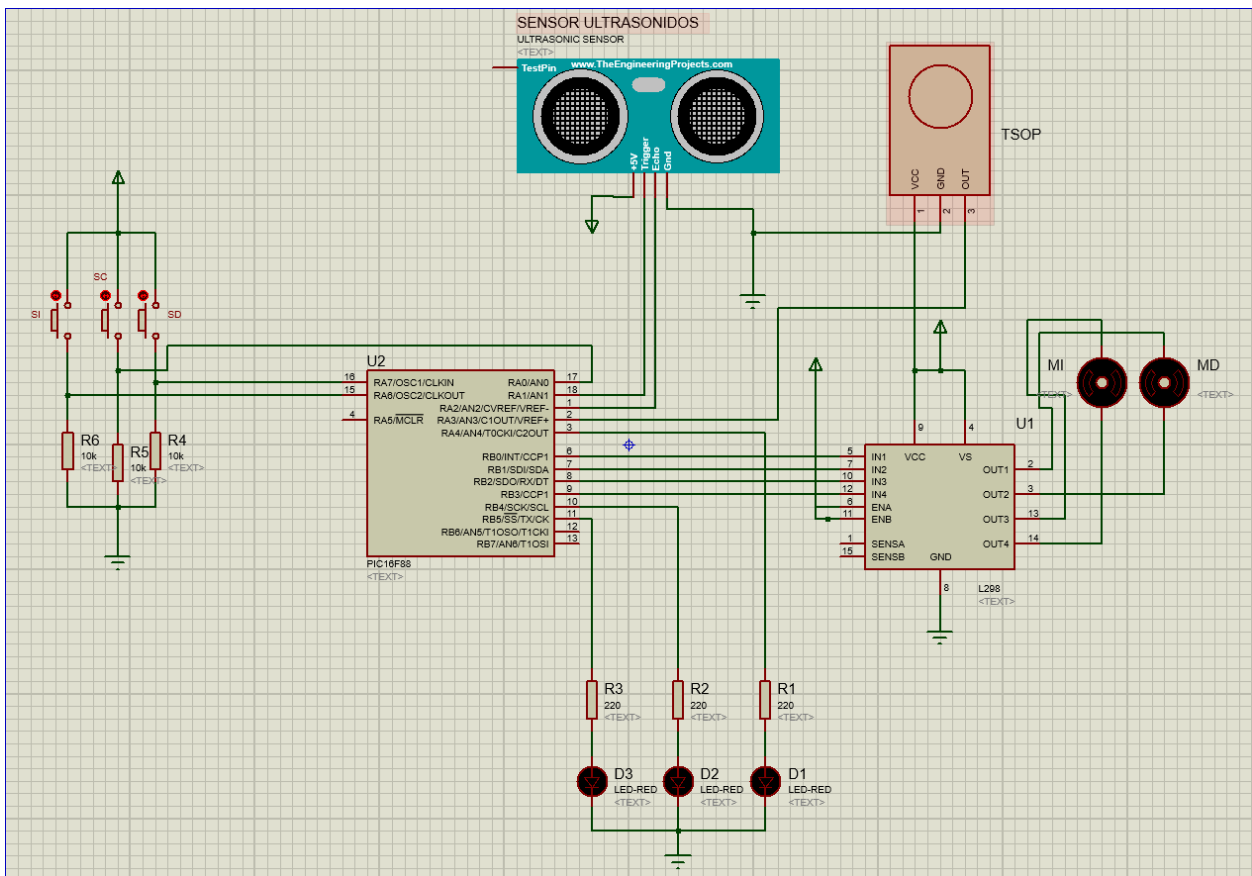 SENSOR ULTRASONIDOS
ULTRASONIC SENSOR
<TEXT>
TestPin
www.TheEngineeringProjects.com
+5V
Trigger
Echo
Gnd
TSOP
VCC
GND
OUT
1
2
3
SC
SI
SD
U2
16
15
4
RA7/OSC1/CLKIN
RA6/OSC2/CLKOUT
RA5/MCLR
RA0/AN0
RA1/AN1
RA2/AN2/CVREF/VREF-
RA3/AN3/C1OUT/VREF+
RA4/AN4/T0CKI/C2OUT
RB0/INT/CCP1
RB1/SDI/SDA
RB2/SDO/RX/DT
RB3/CCP1
RB4/SCK/SCL
RB5/SS/TX/CK
RB6/AN5/T1OSO/T1CKI
RB7/AN6/T1OSI
17
18
1
2
3
6
7
8
9
10
11
12
13
PIC16F88
<TEXT>
R6
10k
<TEXT>
R5
10k
<TEXT>
R4
10k
<TEXT>
MI
<TEXT>
MD
<TEXT>
U1
9
4
5
7
10
12
6
11
1
15
IN1
IN2
IN3
IN4
ENA
ENB
SENSA
SENSB
VCC
VS
OUT1
OUT2
OUT3
OUT4
GND
2
3
13
14
8
L298
<TEXT>
R3
220
<TEXT>
R2
220
<TEXT>
R1
220
<TEXT>
D3
LED-RED
<TEXT>
D2
LED-RED
<TEXT>
D1
LED-RED
<TEXT>